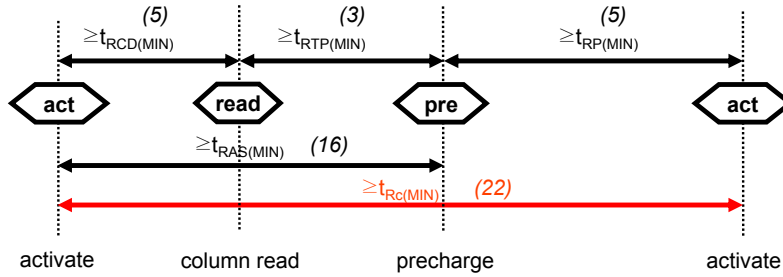 (5) (3) (5)
≥tRCD(MIN) ≥tRTP(MIN) ≥tRP(MIN)
act read pre act
≥tRAS(MIN) (16)
≥tRc(MIN) (22)
activate column read precharge activate